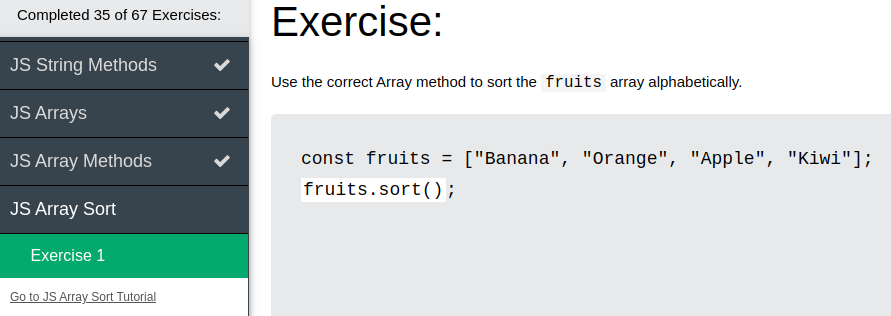 Completed 35 of 67 Exercises:
JS String Methods
JS Arrays
JS Array Methods
JS Array Sort
Exercise 1
Go to JS Array Sort Tutorial
Exercise:
Use the correct Array method to sort the fruits array alphabetically.
const fruits = ["Banana", "Orange", "Apple", "Kiwi"];
fruits.sort();